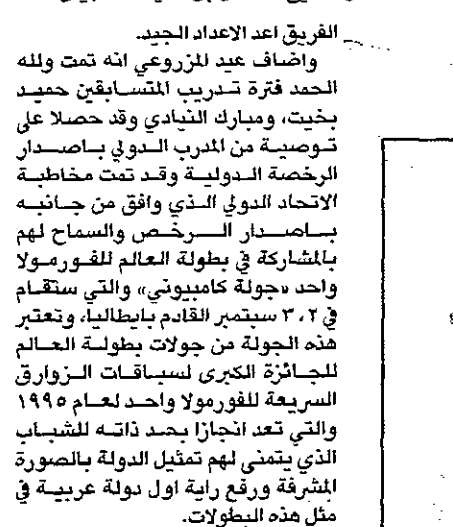 الفريق اعد الاعداد الجيد.
واضاف عيد المزروعي انه تمت ولله
الحمد فترة تدريب المتسابقين حميد
بخيت، ومبارك النيادي وقد حصلا على
توصية من المدرب الدولي باصدار
الرخصة الدولية وقد تمت مخاطبة
الاتحاد الدولي الذي وافق من جانبه
باصدار الرخص والسماح لهم
بالمشاركة في بطولة العالم للفورمولا
واحد «جولة كامبيوني» والتي ستقام
في ٢،٣ سبتمبر القادم بايطاليا، وتعتبر
هذه الجولة من جولات بطولة العالم
للجائزة الكبرى لسباقات الزوارق
السريعة للفورمولا واحد لعام ١٩٩٥
والتي تعد انجازا بحد ذاته للشباب
الذي يتمنى لهم تمثيل الدولة بالصورة
المشرفة ورفع راية اول دولة عربية في
مثل هذه البطولات.